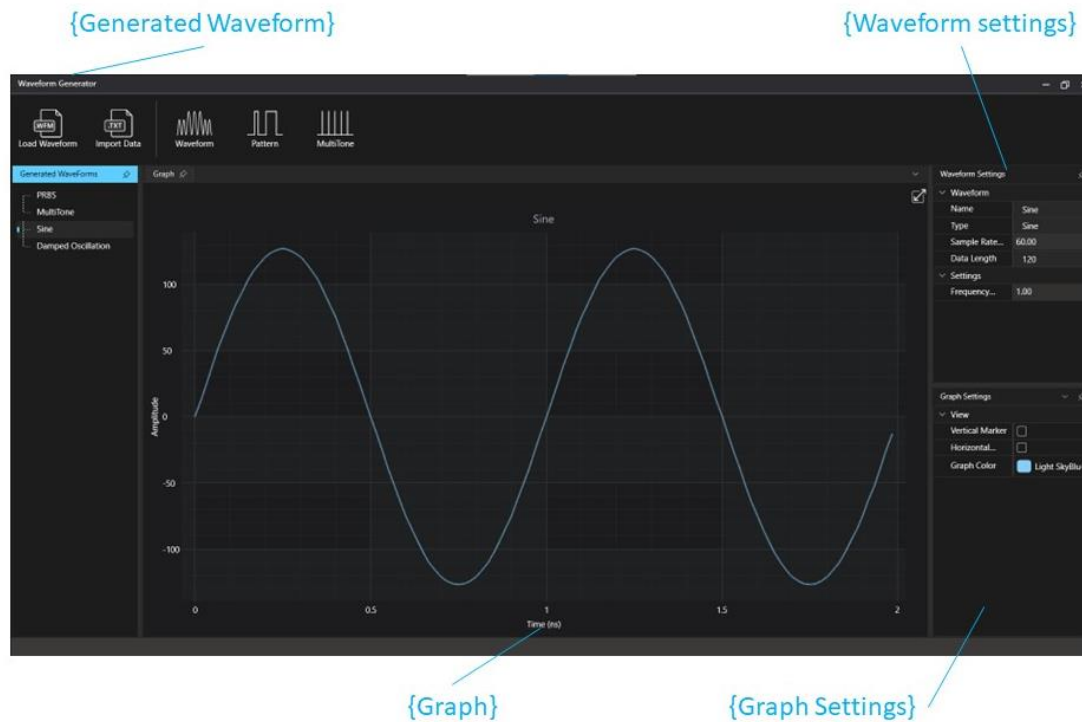 {Generated Waveform}
{Waveform settings}
Waveform Generator
WFM
.TXT
Load Waveform Import Data Waveform Pattern MultiTone
Generated WaveForms
PRBS
MultiTone
Sine
Damped Oscillation
Graph
Sine
Amplitude
100
50
0
-50
-100
0 0.5 1 1.5 2
Time (ns)
Waveform Settings
Waveform
Name Sine
Type Sine
Sample Rate... 60.00
Data Length 120
Settings
Frequency... 1.00
Graph Settings
View
Vertical Marker
Horizontal...
Graph Color Light SkyBlu
{Graph}
{Graph Settings}